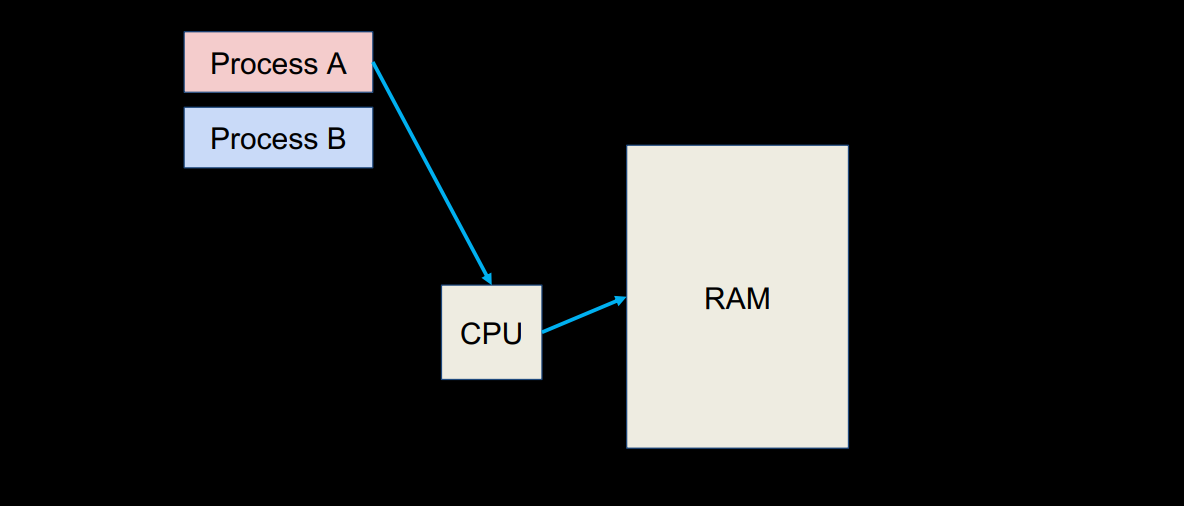 Process A
Process B
CPU
RAM